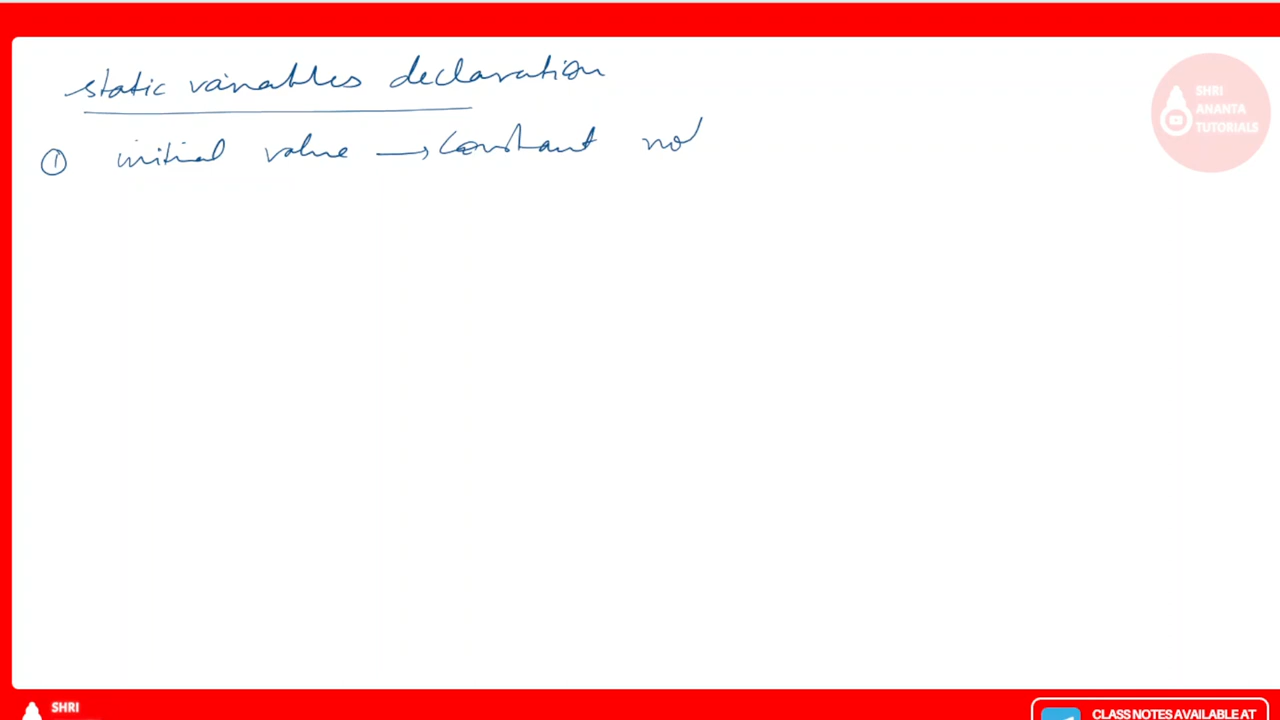 static variables declaration
① initial value → constant not
SHRI
ANANTA
TUTORIALS
SHRI
CLASS NOTES AVAILABLE AT